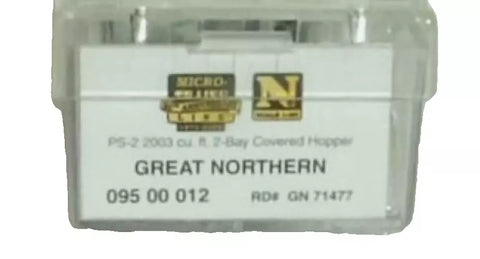 MICRO-
TRAINS
LINE
N
PS-2 2003 cu. ft. 2-Bay Covered Hopper
GREAT NORTHERN
095 00 012 RD# GN 71477